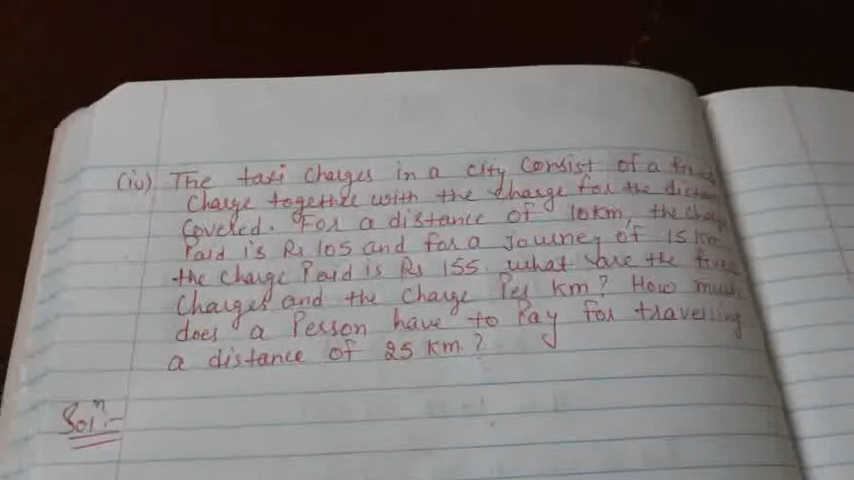 (iv) The taxi charges in a city consist of a
charge together with the charge for the
covered. For a distance of 10km, the
Paid is Rs 105 and for a Journey of 15
the charge Paid is Rs 155. what are the
Charges and the charge Per km? How
does a Person have to Pay for travelling
a distance of 25 km?
Solⁿ:-